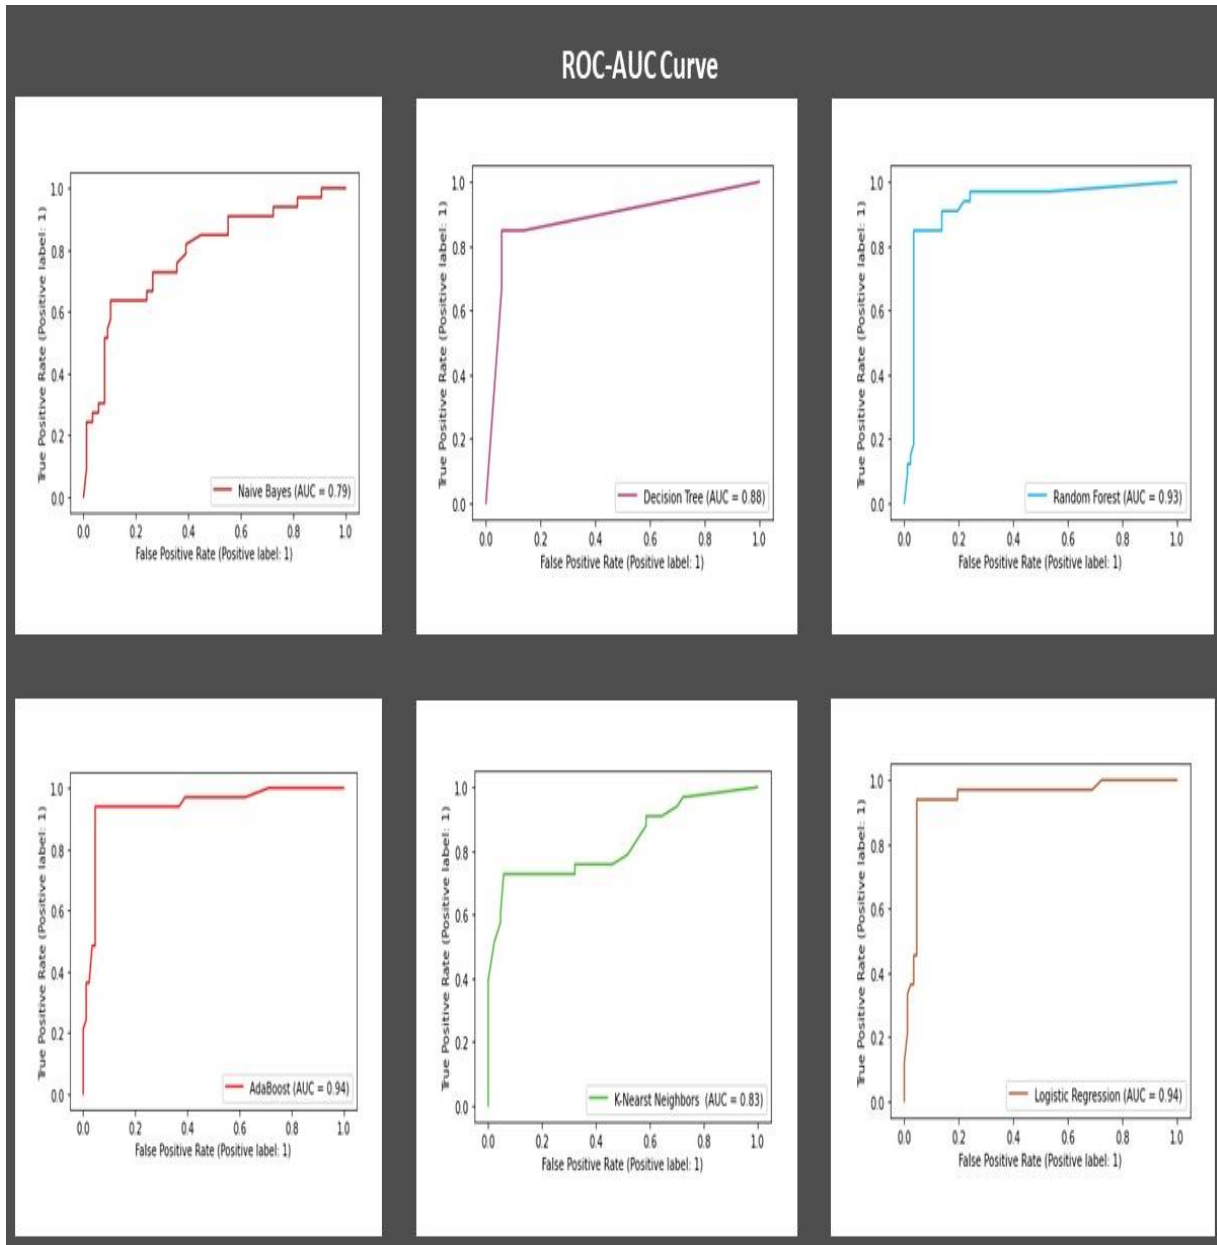 ROC-AUC Curve
True Positive Rate (Positive label: 1)
1.0
0.8
0.6
0.4
0.2
0.0
Naive Bayes (AUC = 0.79)
0.0 0.2 0.4 0.6 0.8 1.0
False Positive Rate (Positive label: 1)
True Positive Rate (Positive label: 1)
1.0
0.8
0.6
0.4
0.2
0.0
Decision Tree (AUC = 0.88)
0.0 0.2 0.4 0.6 0.8 1.0
False Positive Rate (Positive label: 1)
True Positive Rate (Positive label: 1)
1.0
0.8
0.6
0.4
0.2
0.0
Random Forest (AUC = 0.93)
0.0 0.2 0.4 0.6 0.8 1.0
False Positive Rate (Positive label: 1)
True Positive Rate (Positive label: 1)
1.0
0.8
0.6
0.4
0.2
0.0
AdaBoost (AUC = 0.94)
0.0 0.2 0.4 0.6 0.8 1.0
False Positive Rate (Positive label: 1)
True Positive Rate (Positive label: 1)
1.0
0.8
0.6
0.4
0.2
0.0
K-Nearst Neighbors (AUC = 0.83)
0.0 0.2 0.4 0.6 0.8 1.0
False Positive Rate (Positive label: 1)
True Positive Rate (Positive label: 1)
1.0
0.8
0.6
0.4
0.2
0.0
Logistic Regression (AUC = 0.94)
0.0 0.2 0.4 0.6 0.8 1.0
False Positive Rate (Positive label: 1)